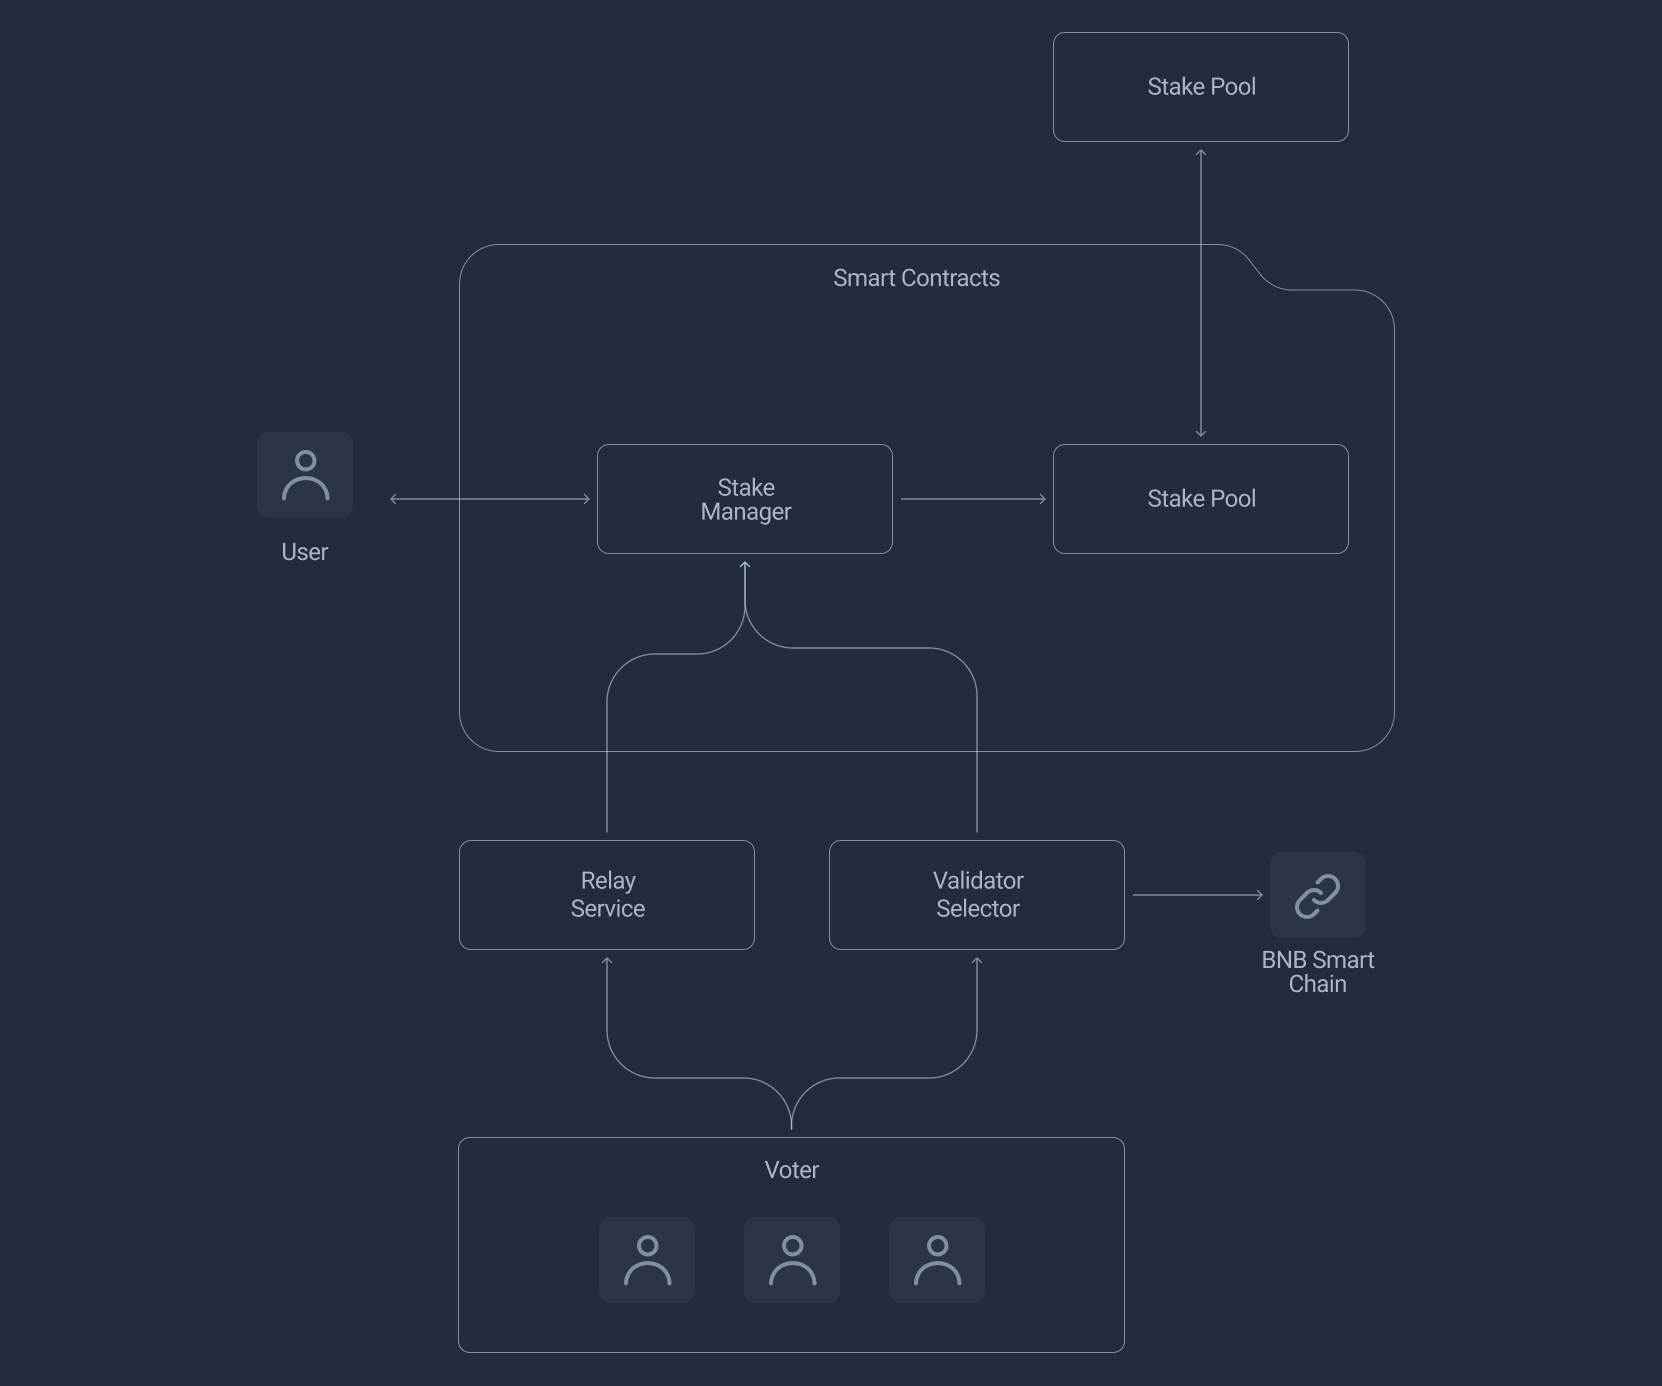 Stake Pool
Smart Contracts
User
Stake
Manager
Stake Pool
Relay
Service
Validator
Selector
BNB Smart
Chain
Voter